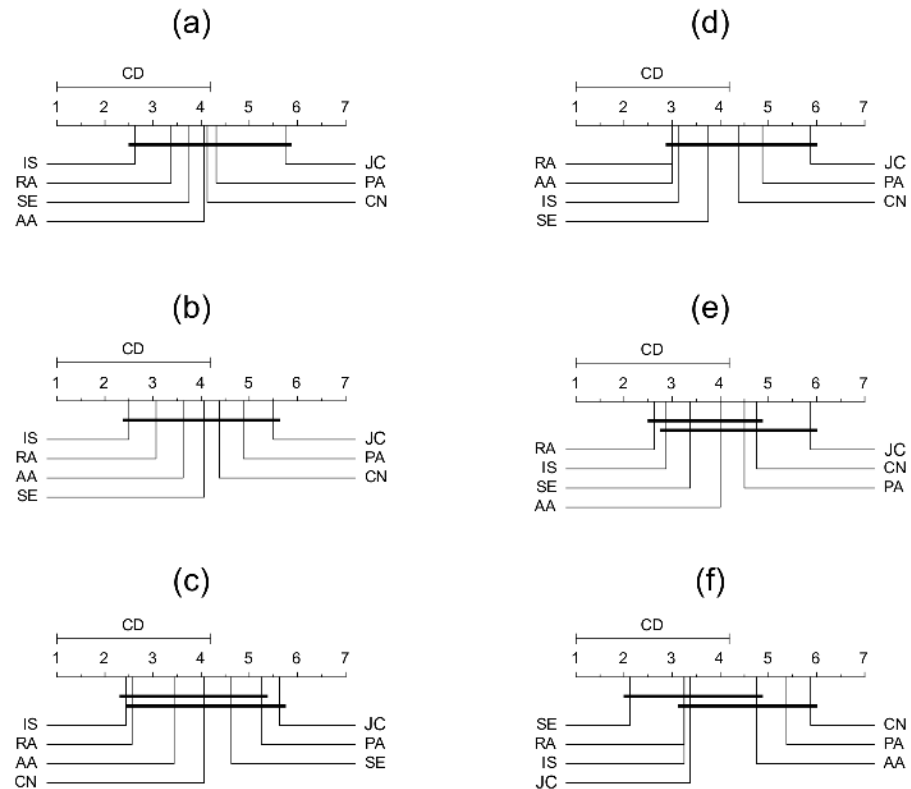 (a)
CD
1 2 3 4 5 6 7
IS JC
RA PA
SE CN
AA
(d)
CD
1 2 3 4 5 6 7
RA JC
AA PA
IS CN
SE
(b)
CD
1 2 3 4 5 6 7
IS JC
RA PA
AA CN
SE
(e)
CD
1 2 3 4 5 6 7
RA JC
IS CN
SE PA
AA
(c)
CD
1 2 3 4 5 6 7
IS JC
RA PA
AA SE
CN
(f)
CD
1 2 3 4 5 6 7
SE CN
RA PA
IS AA
JC